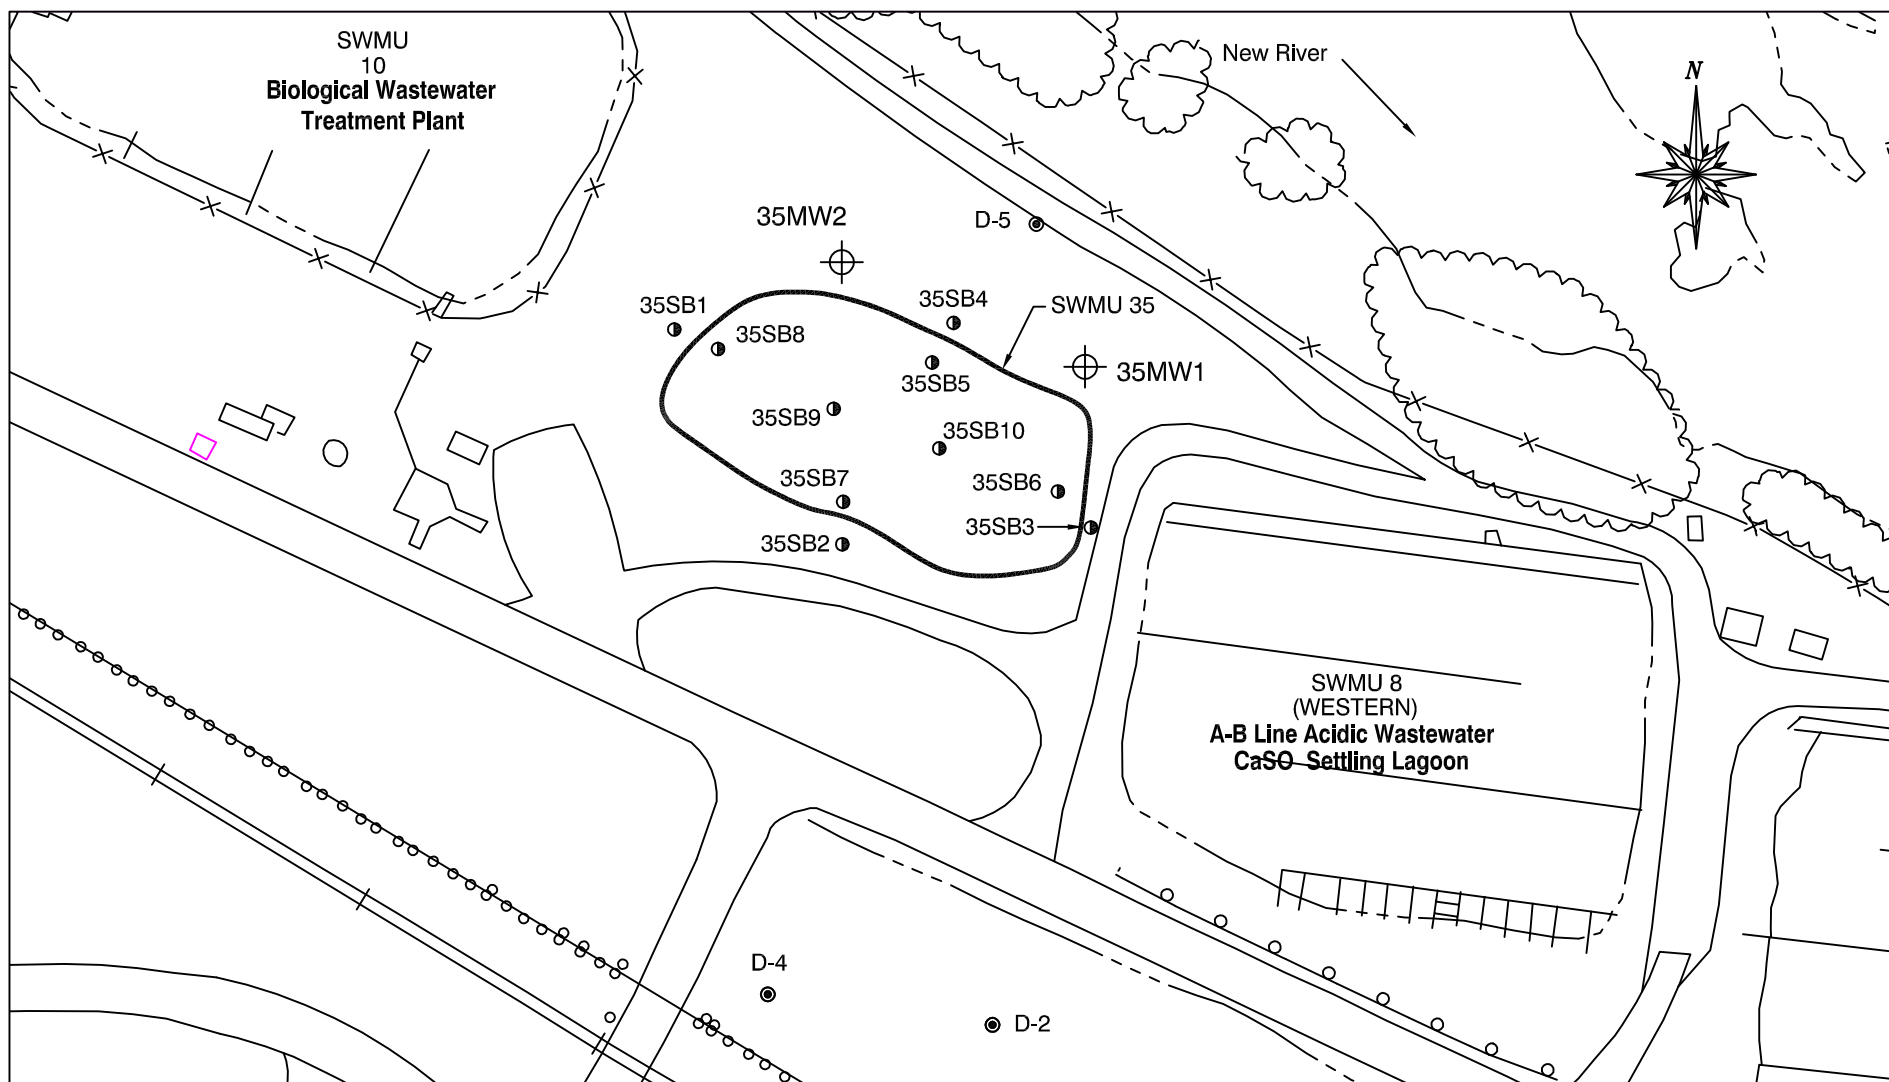 SWMU
10
Biological Wastewater
Treatment Plant
New River
N
35MW2
D-5
35SB1
35SB4
SWMU 35
35SB8
35SB5
35MW1
35SB9
35SB10
35SB7
35SB6
35SB3
35SB2
SWMU 8
(WESTERN)
A-B Line Acidic Wastewater
CaSO Settling Lagoon
D-4
D-2